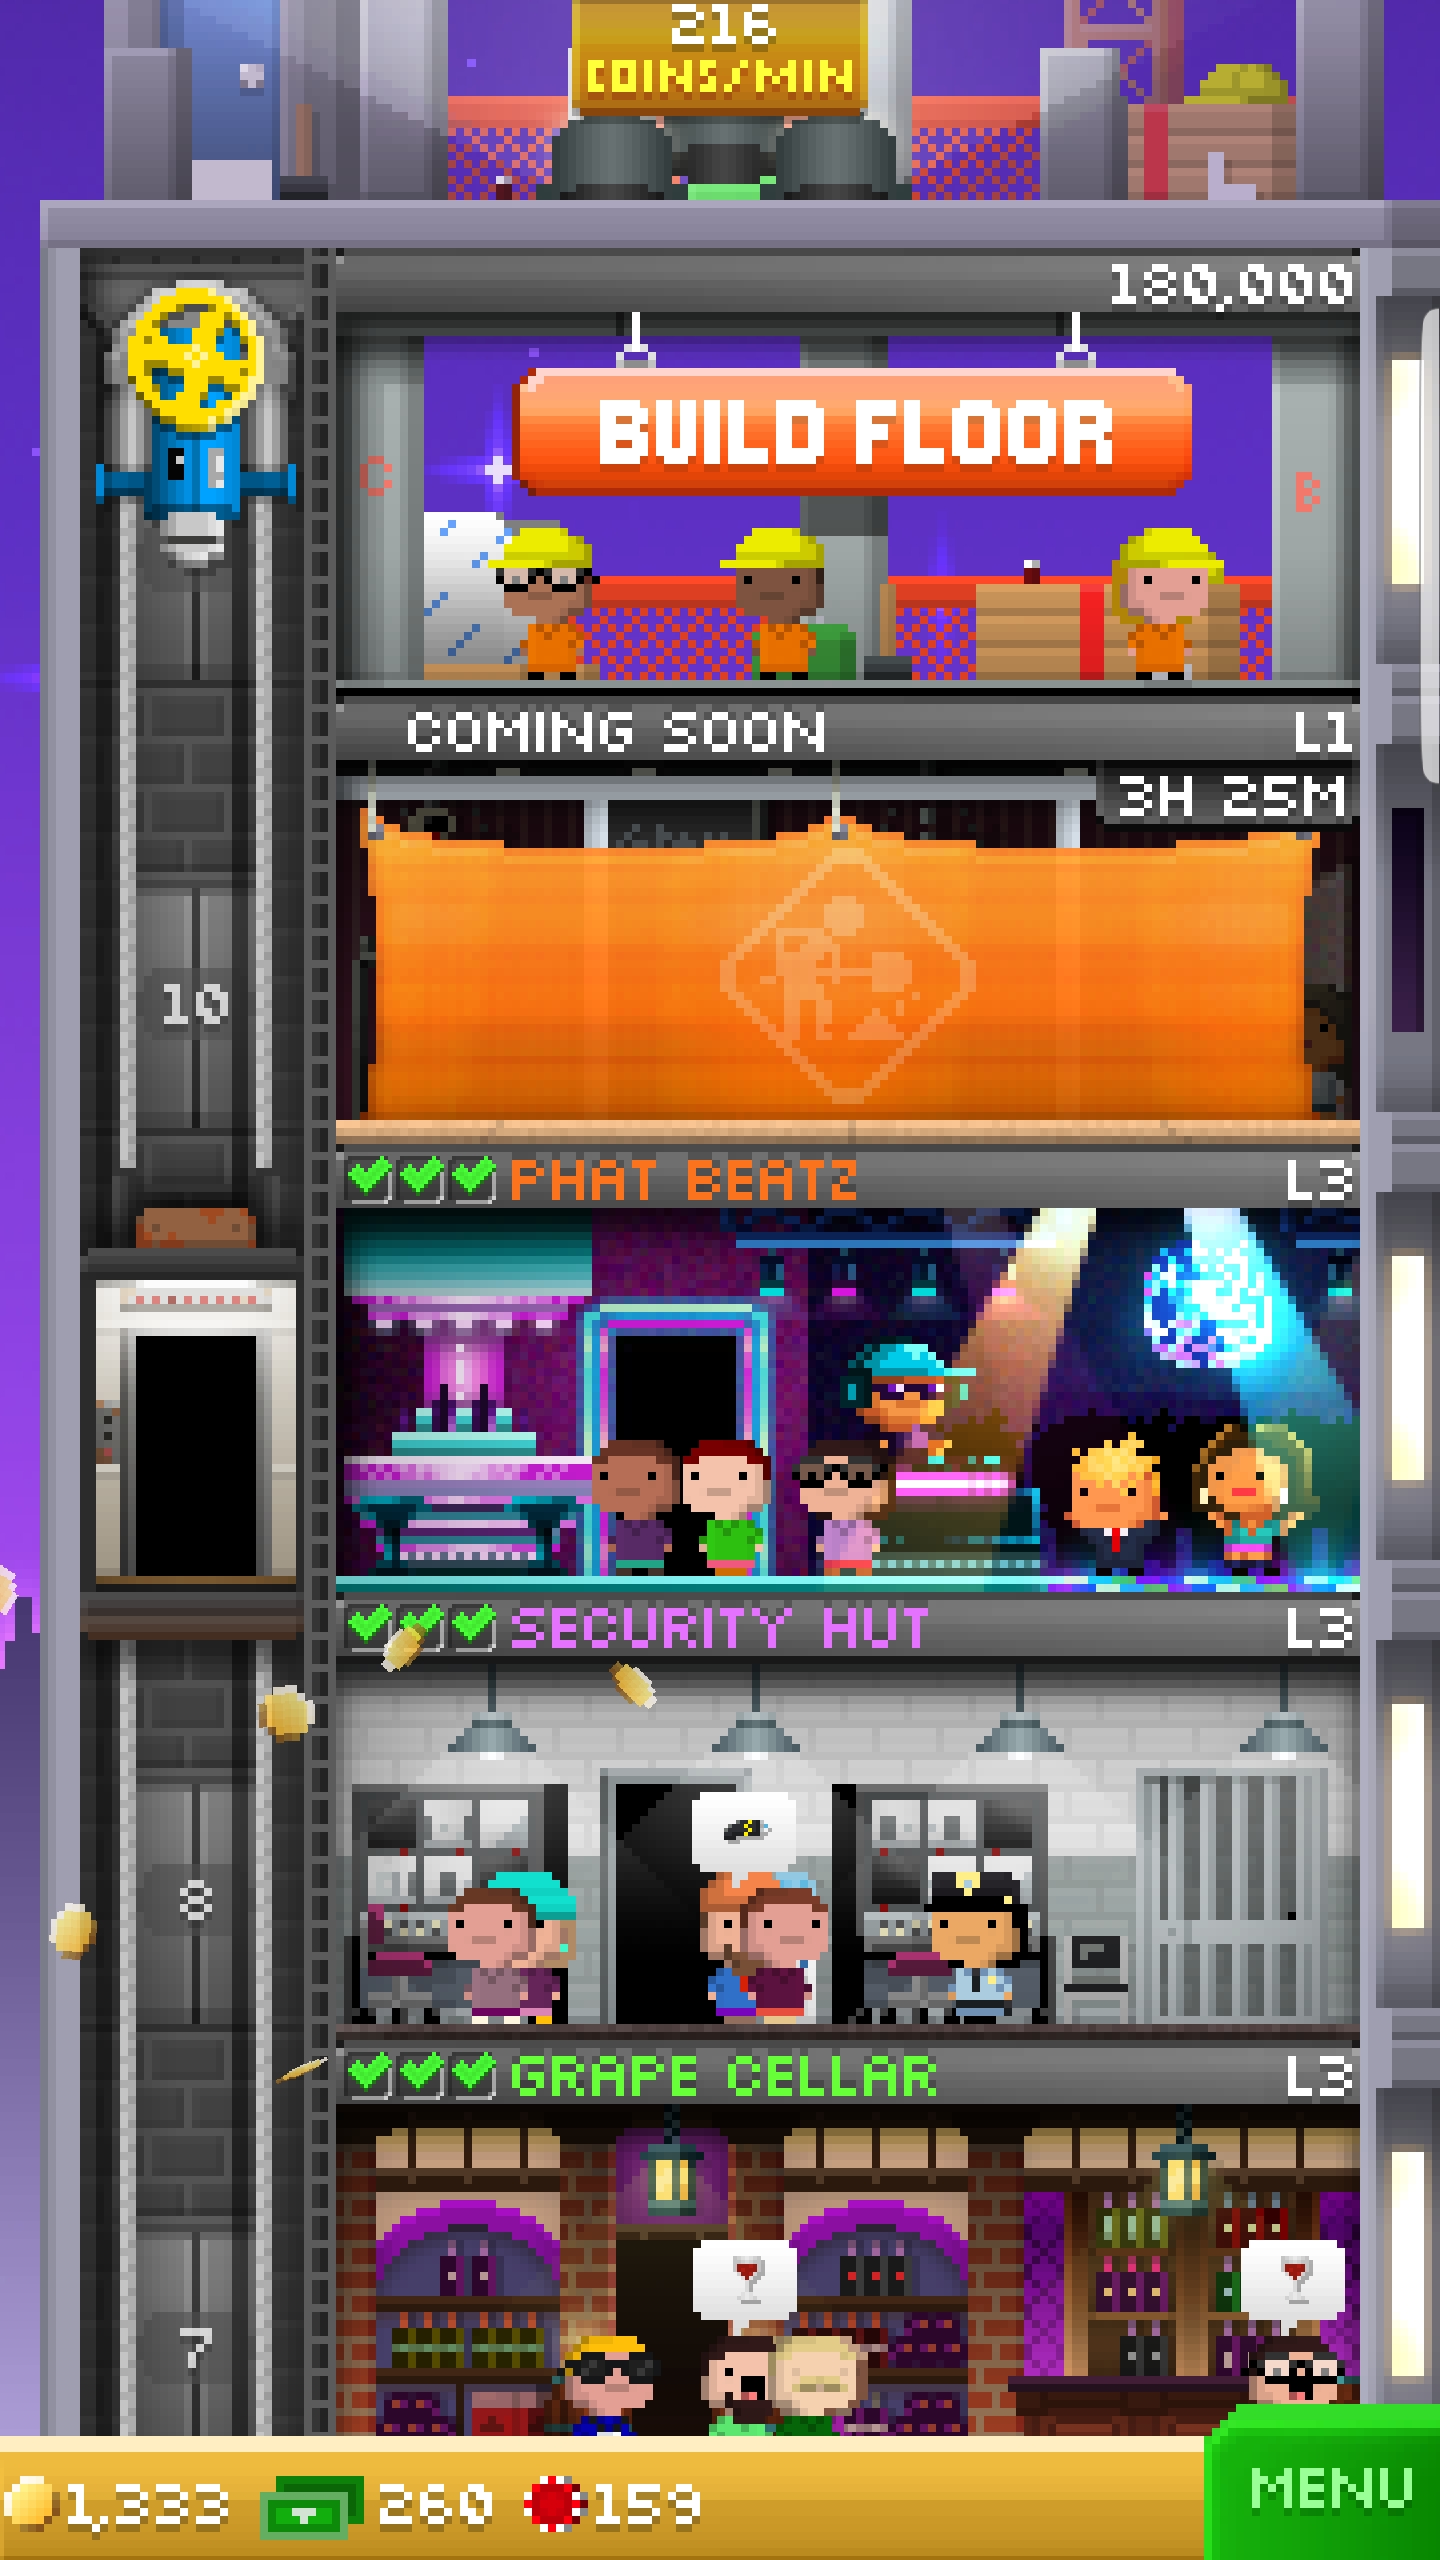 216
COINS/MIN
180,000
BUILD FLOOR
C
B
COMING SOON L1
3H 25M
10
PHAT BEATZ L3
SECURITY HUT L3
8
GRAPE CELLAR L3
7
1,333 260 159
MENU